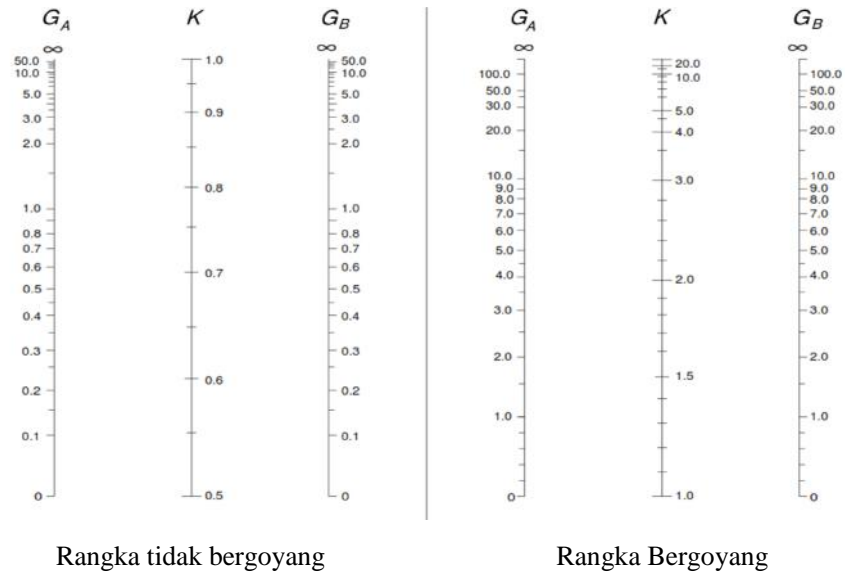 G_A K G_B
∞ ∞
50.0 1.0 50.0
10.0 10.0
5.0 0.9 5.0
3.0 3.0
2.0 2.0
0.8
1.0 1.0
0.8 0.8
0.7 0.7
0.6 0.7 0.6
0.5 0.5
0.4 0.4
0.3 0.3
0.2 0.6 0.2
0.1 0.1
0 0.5 0
Rangka tidak bergoyang
G_A K G_B
∞ ∞
20.0
100.0 10.0 100.0
50.0 50.0
30.0 5.0 30.0
20.0 4.0 20.0
10.0 3.0 10.0
9.0 9.0
8.0 8.0
7.0 7.0
6.0 6.0
5.0 5.0
4.0 2.0 4.0
3.0 3.0
2.0 2.0
1.5
1.0 1.0
0 1.0 0
Rangka Bergoyang